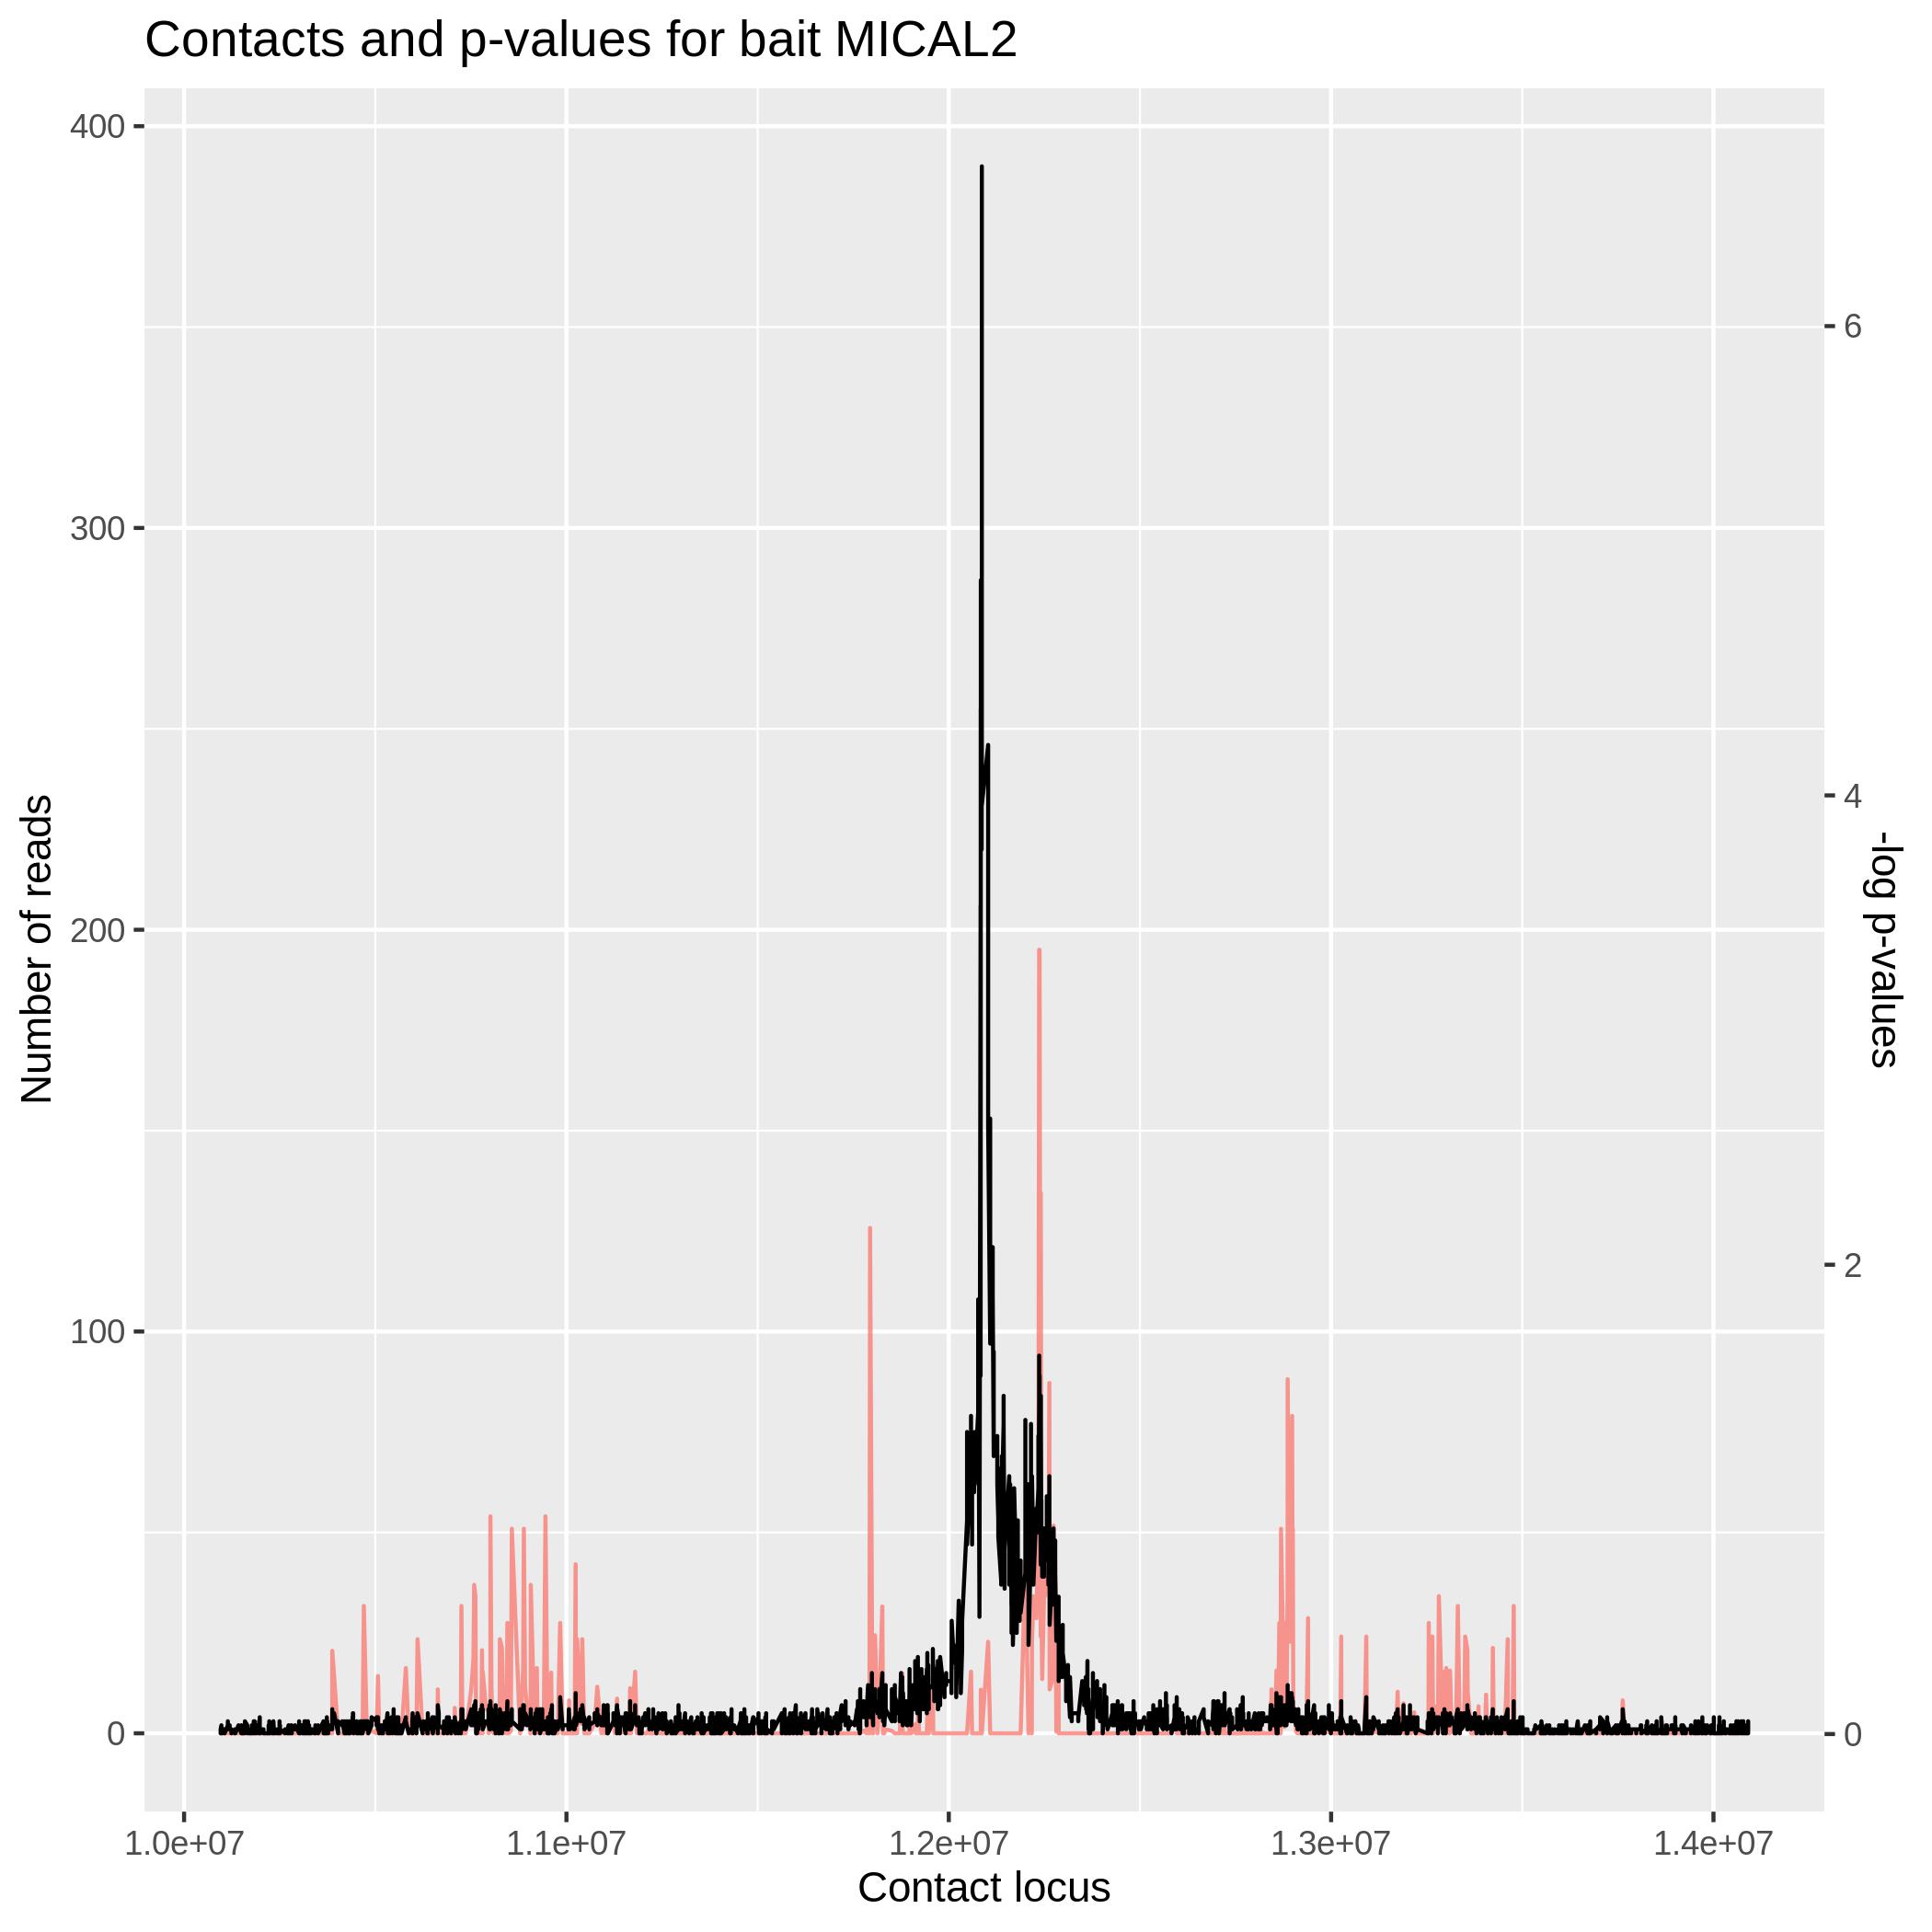 Contacts and p-values for bait MICAL2
400
300
200
100
0
Number of reads
6
4
2
0
-log p-values
1.0e+07
1.1e+07
1.2e+07
1.3e+07
1.4e+07
Contact locus